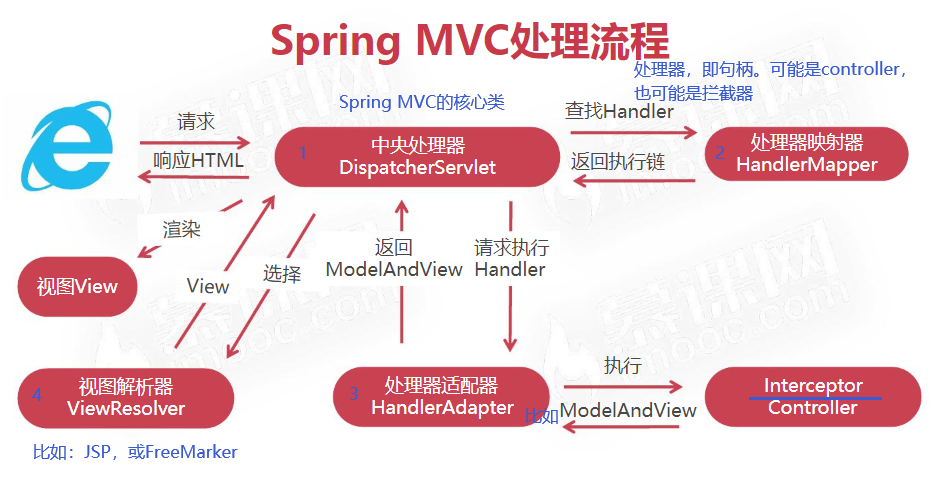 Spring MVC处理流程
处理器，即句柄。可能是controller，
也可能是拦截器
Spring MVC的核心类
请求
响应HTML
1
中央处理器
DispatcherServlet
查找Handler
返回执行链
2
处理器映射器
HandlerMapper
渲染
视图View
View
选择
返回
ModelAndView
请求执行
Handler
4
视图解析器
ViewResolver
3
处理器适配器
HandlerAdapter
执行
比如
ModelAndView
Interceptor
Controller
比如：JSP，或FreeMarker
慕课网
imooc.com